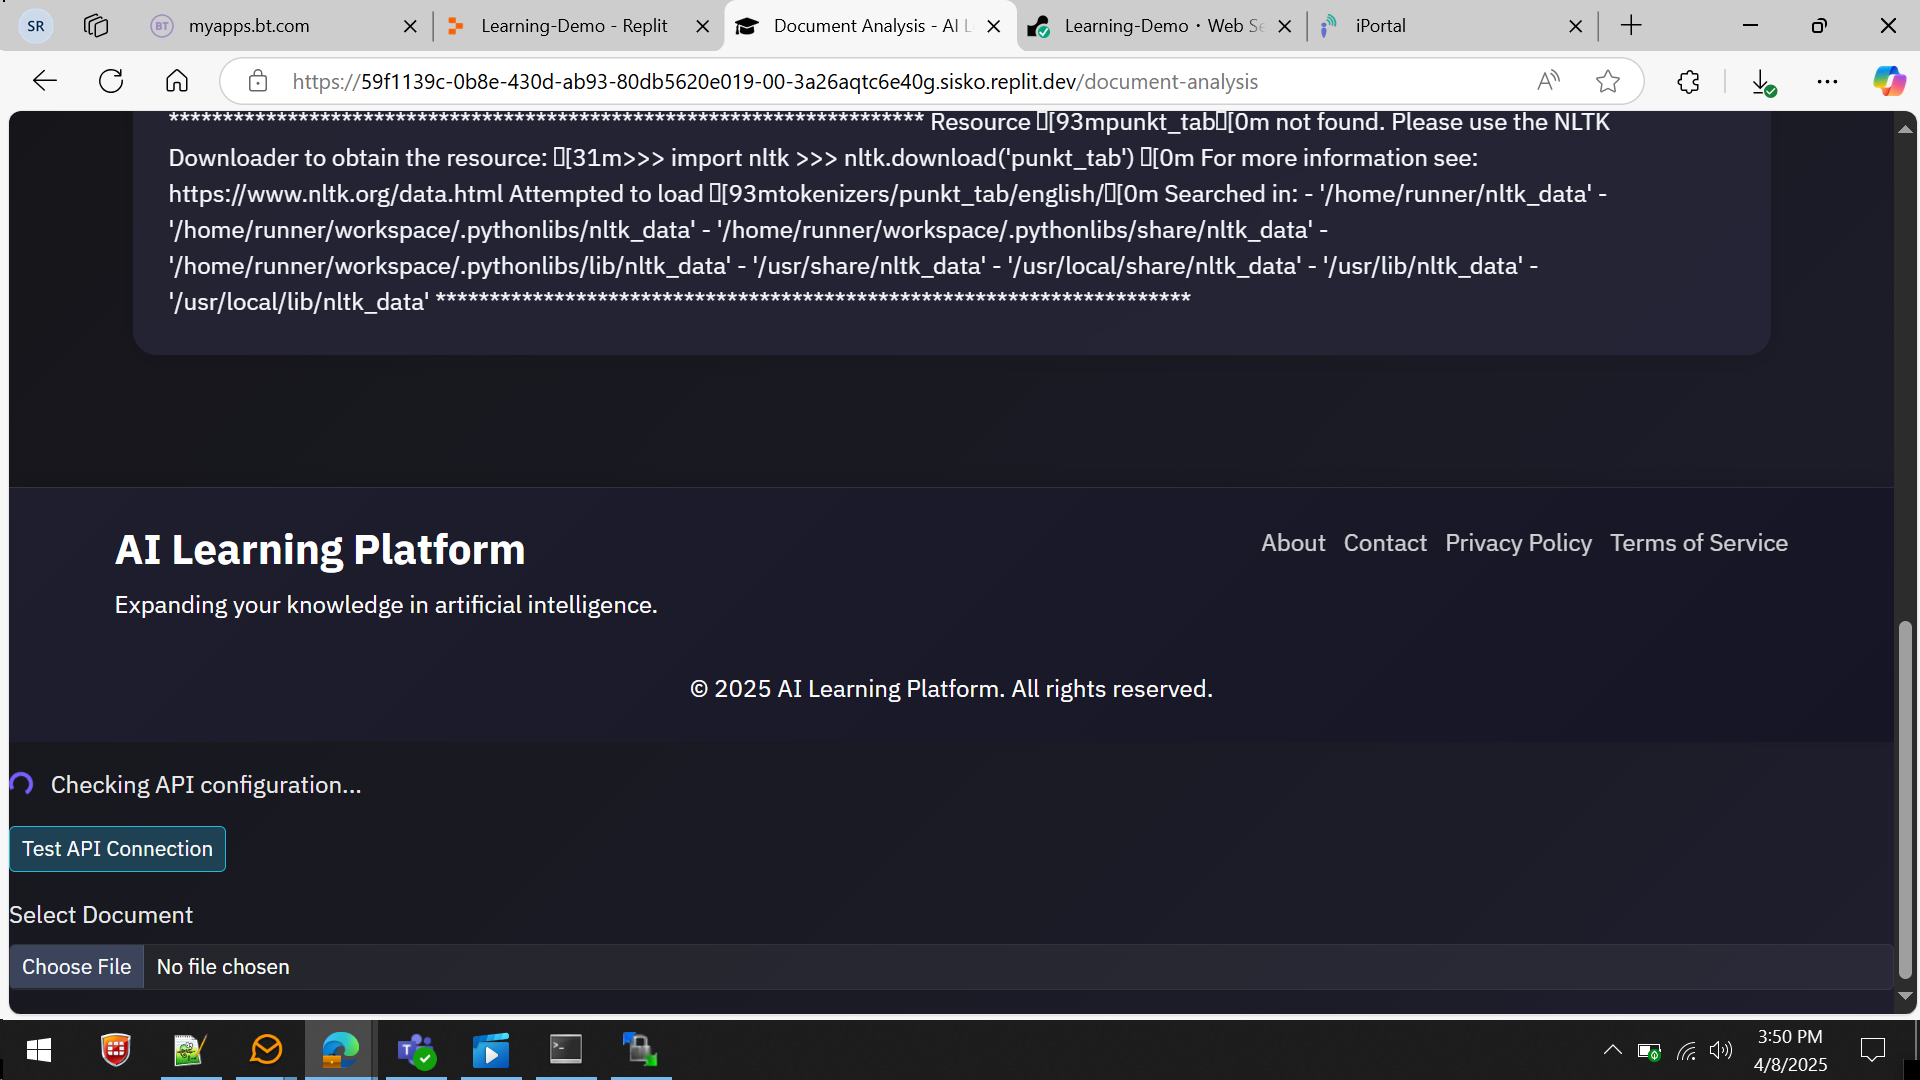 SR
BT
myapps.bt.com
Learning-Demo - Replit
Document Analysis - AI L
Learning-Demo · Web Se
iPortal
https://59f1139c-0b8e-430d-ab93-80db5620e019-00-3a26aqtc6e40g.sisko.replit.dev/document-analysis
********************************************************************** Resource [93mpunkt_tab[0m not found. Please use the NLTK
Downloader to obtain the resource: [31m>>> import nltk >>> nltk.download('punkt_tab') [0m For more information see:
https://www.nltk.org/data.html Attempted to load [93mtokenizers/punkt_tab/english/[0m Searched in: - '/home/runner/nltk_data' -
'/home/runner/workspace/.pythonlibs/nltk_data' - '/home/runner/workspace/.pythonlibs/share/nltk_data' -
'/home/runner/workspace/.pythonlibs/lib/nltk_data' - '/usr/share/nltk_data' - '/usr/local/share/nltk_data' - '/usr/lib/nltk_data' -
'/usr/local/lib/nltk_data' **********************************************************************
AI Learning Platform
About Contact Privacy Policy Terms of Service
Expanding your knowledge in artificial intelligence.
© 2025 AI Learning Platform. All rights reserved.
Checking API configuration...
Test API Connection
Select Document
Choose File No file chosen
3:50 PM
4/8/2025